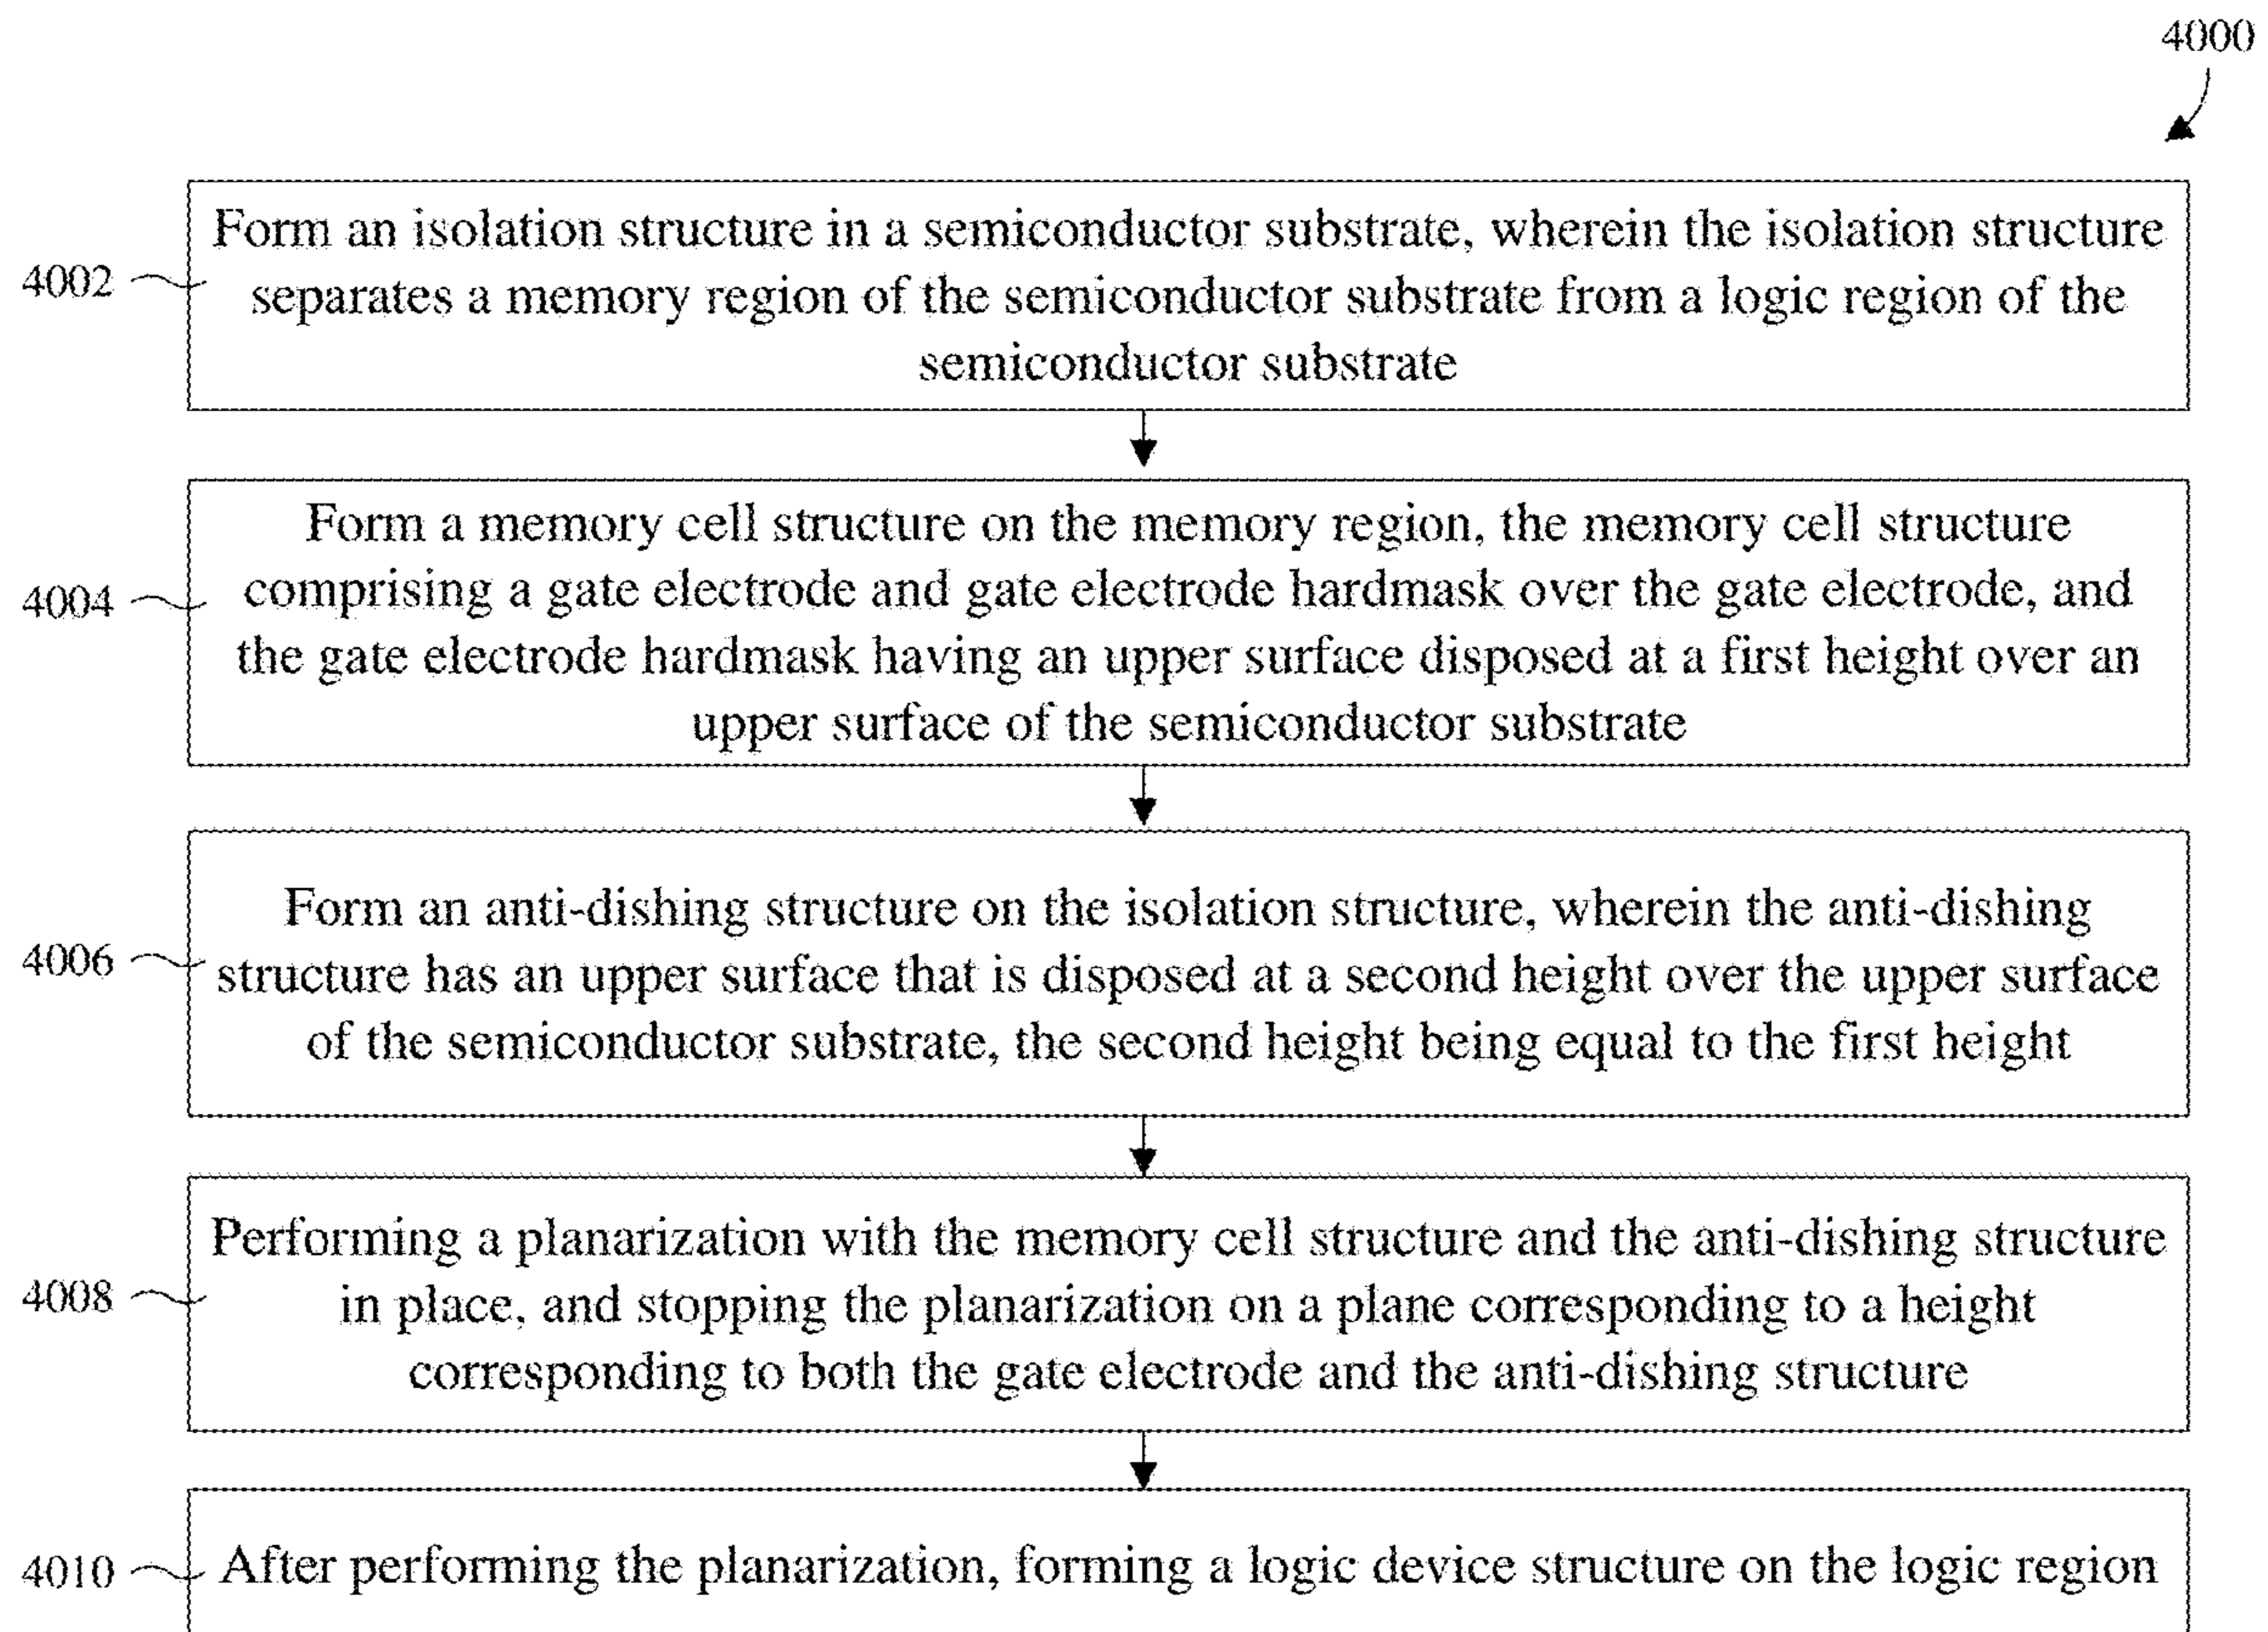 4000
Form an isolation structure in a semiconductor substrate, wherein the isolation structure
4002
separates a memory region of the semiconductor substrate from a logic region of the
semiconductor substrate
Form a memory cell structure on the memory region, the memory cell structure
comprising a gate electrode and gate electrode hardmask over the gate electrode, and
4004
the gate electrode hardmask having an upper surface disposed at a first height over an
upper surface of the semiconductor substrate
Form an anti-dishing structure on the isolation structure, wherein the anti-dishing
4006
structure has an upper surface that is disposed at a second height over the upper surface
of the semiconductor substrate, the second height being equal to the first height
Performing a planarization with the memory cell structure and the anti-dishing structure
4008
in place, and stopping the planarization on a plane corresponding to a height
corresponding to both the gate electrode and the anti-dishing structure
4010
After performing the planarization, forming a logic device structure on the logic region